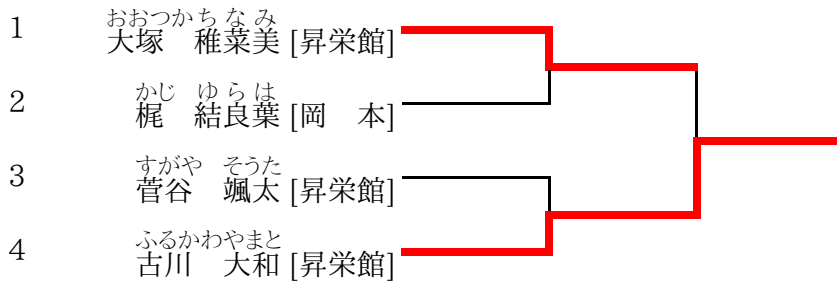 おおつかちなみ
1 大塚 稚菜美 [昇栄館]
かじ ゆらは
2 梶 結良葉 [岡 本]
すがや そうた
3 菅谷 颯太 [昇栄館]
ふるかわやまと
4 古川 大和 [昇栄館]